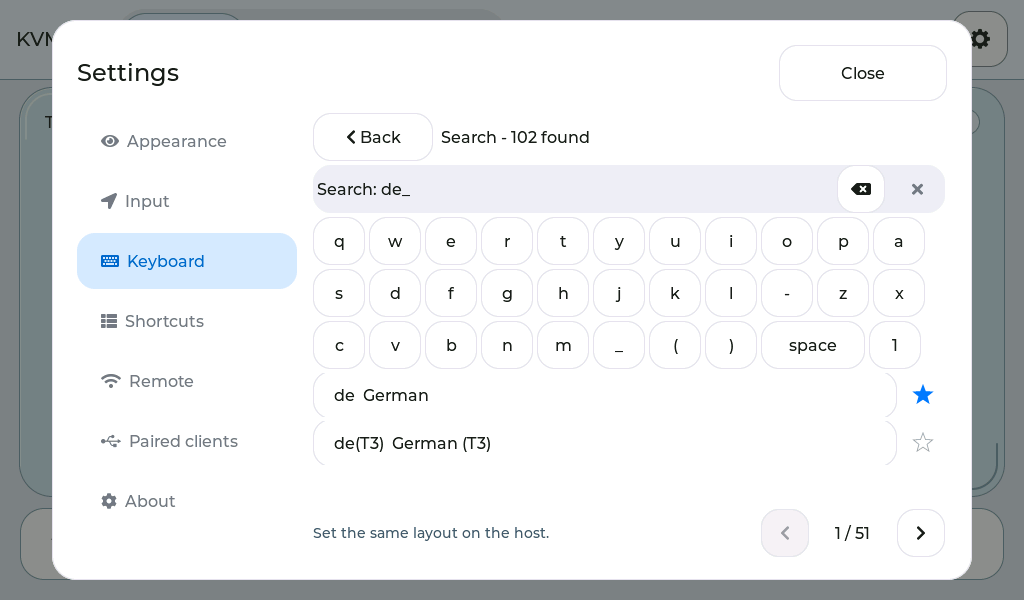 KVM
Settings
Close
Appearance
Input
Keyboard
Shortcuts
Remote
Paired clients
About
Back
Search - 102 found
Search: de_
q w e r t y u i o p a
s d f g h j k l - z x
c v b n m _ ( ) space 1
de German
de(T3) German (T3)
Set the same layout on the host.
1 / 51